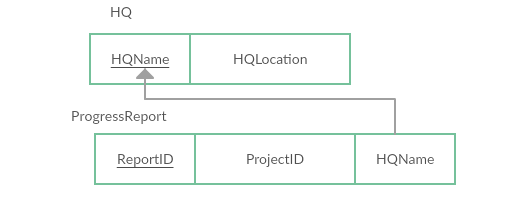 HQ
HQName HQLocation
ProgressReport
ReportID ProjectID HQName